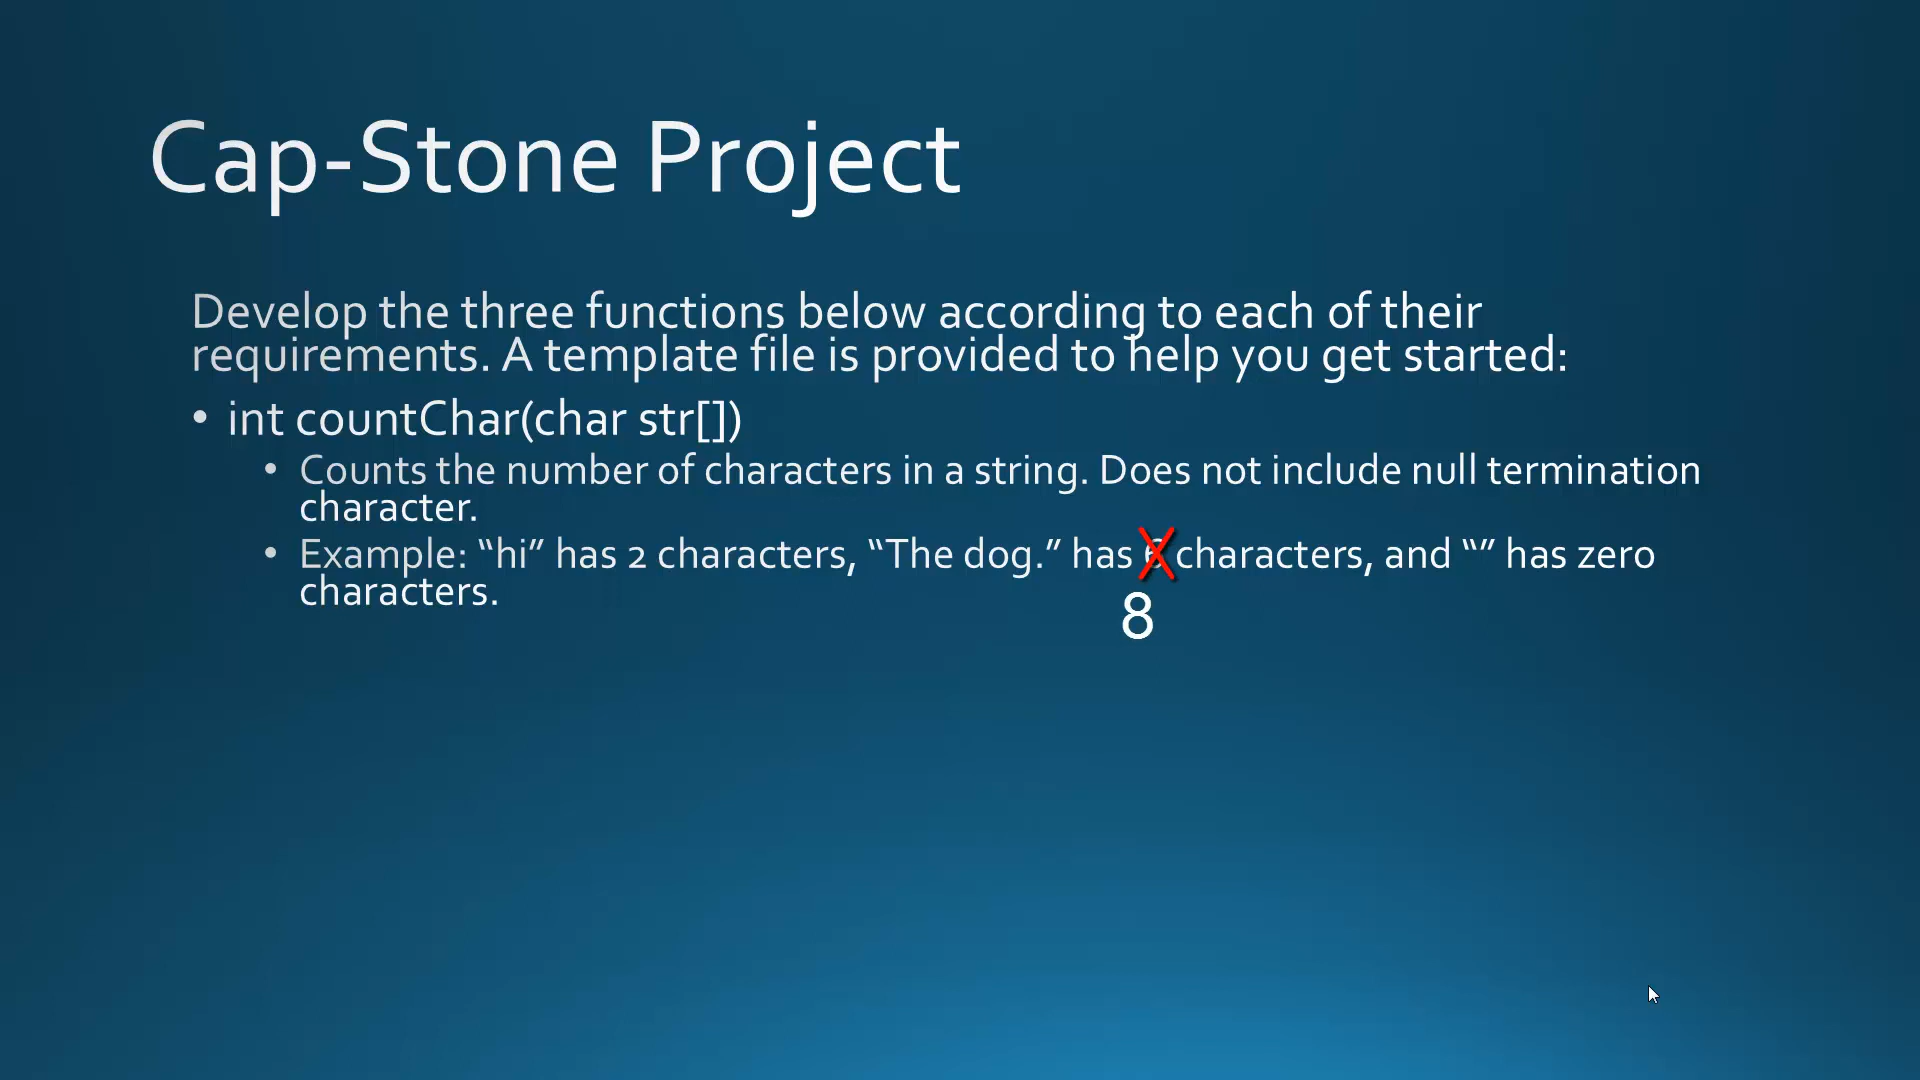 Cap-Stone Project
Develop the three functions below according to each of their
requirements. A template file is provided to help you get started:
• int countChar(char str[])
• Counts the number of characters in a string. Does not include null termination
character.
• Example: “hi” has 2 characters, “The dog.” has 6 characters, and “” has zero
characters.
8